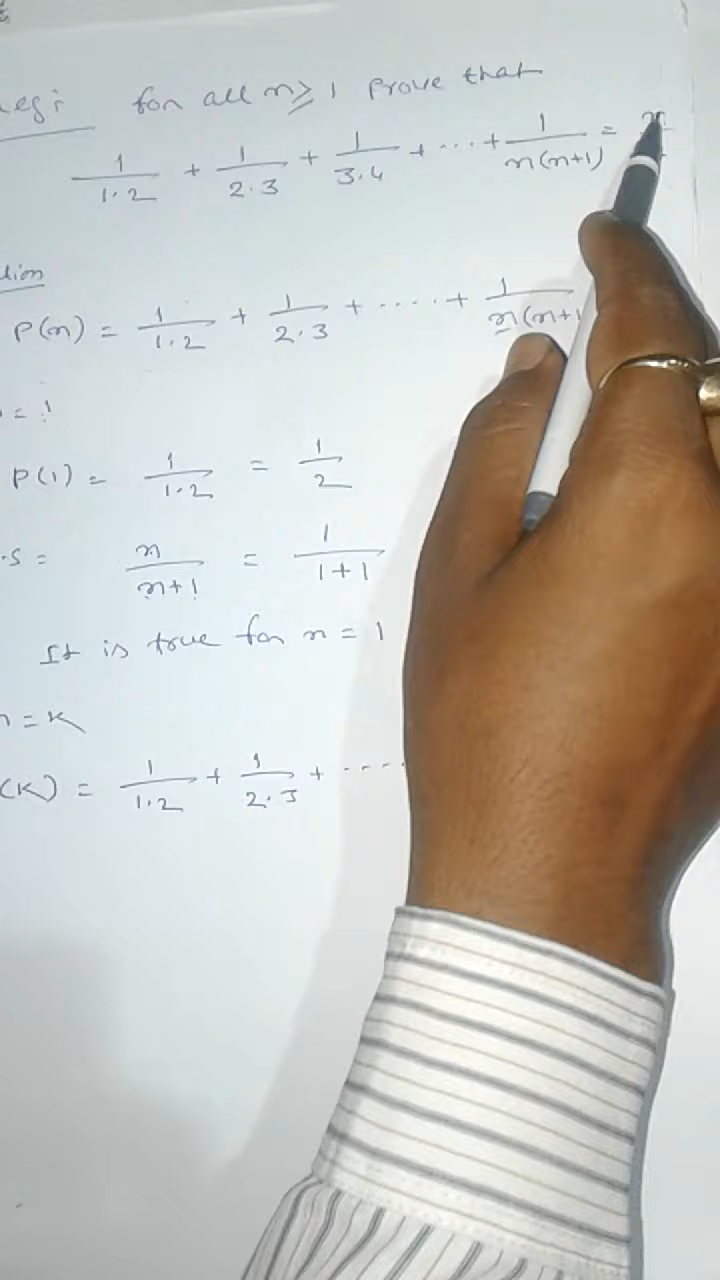 for all n ≥ 1 prove that
1/1·2 + 1/2·3 + 1/3·4 + ... + 1/n(n+1) =
P(n) = 1/1·2 + 1/2·3 + ..... + 1/n(n+1
= 1
P(1) = 1/1·2 = 1/2
.S = n/n+1 = 1/1+1
It is true for n = 1
n = K
(K) = 1/1·2 + 1/2·3 + ....